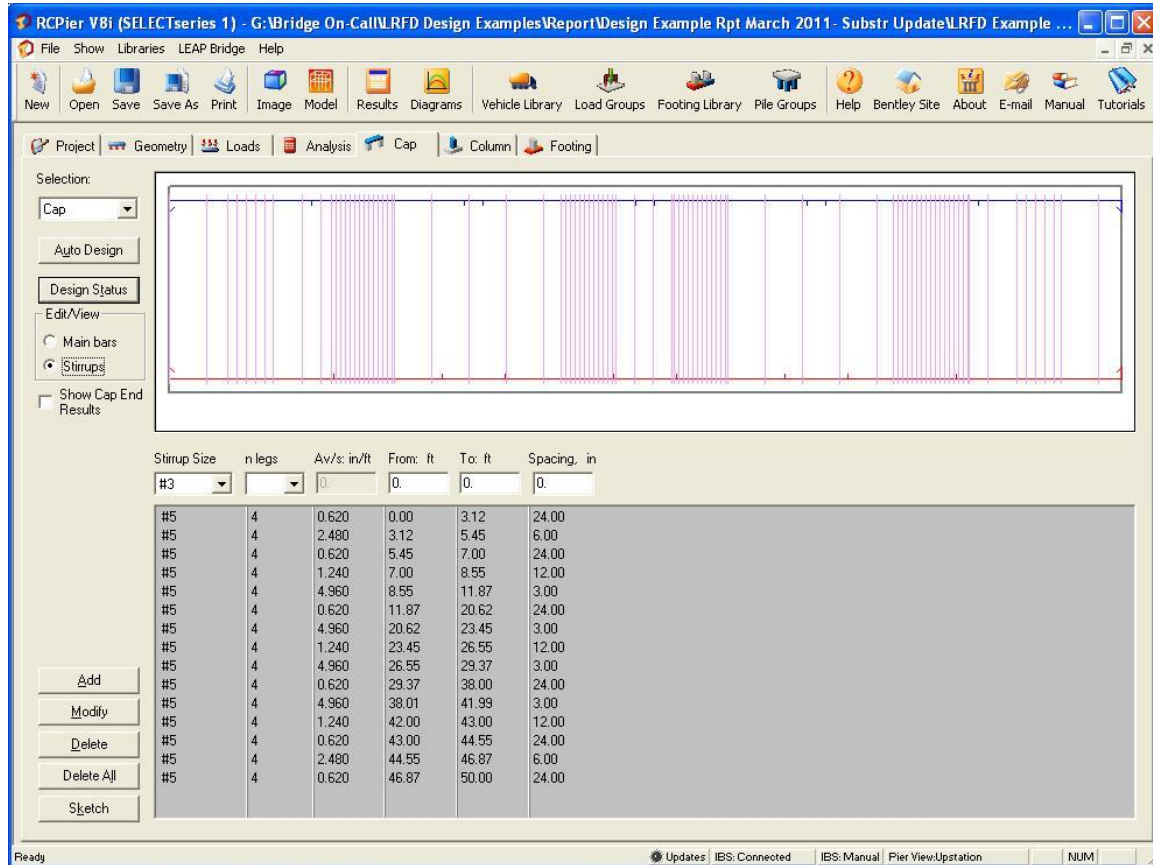 RCPier V8i (SELECTseries 1) - G:\Bridge On-Call\LRFD Design Examples\Report\Design Example Rpt March 2011- Substr Update\LRFD Example ...
File Show Libraries LEAP Bridge Help
New Open Save Save As Print Image Model Results Diagrams Vehicle Library Load Groups Footing Library Pile Groups Help Bentley Site About E-mail Manual Tutorials
Project Geometry Loads Analysis Cap Column Footing
Selection:
Cap
Auto Design
Design Status
Edit/View
Main bars
Stirrups
Show Cap End
Results
Stirrup Size n legs Av/s: in/ft From: ft To: ft Spacing, in
#3 0. 0. 0. 0.
#5 4 0.620 0.00 3.12 24.00
#5 4 2.480 3.12 5.45 6.00
#5 4 0.620 5.45 7.00 24.00
#5 4 1.240 7.00 8.55 12.00
#5 4 4.960 8.55 11.87 3.00
#5 4 0.620 11.87 20.62 24.00
#5 4 4.960 20.62 23.45 3.00
#5 4 1.240 23.45 26.55 12.00
#5 4 4.960 26.55 29.37 3.00
#5 4 0.620 29.37 38.00 24.00
#5 4 4.960 38.01 41.99 3.00
#5 4 1.240 42.00 43.00 12.00
#5 4 0.620 43.00 44.55 24.00
#5 4 2.480 44.55 46.87 6.00
#5 4 0.620 46.87 50.00 24.00
Add
Modify
Delete
Delete All
Sketch
Ready Updates IBS: Connected IBS: Manual Pier View:Upstation NUM